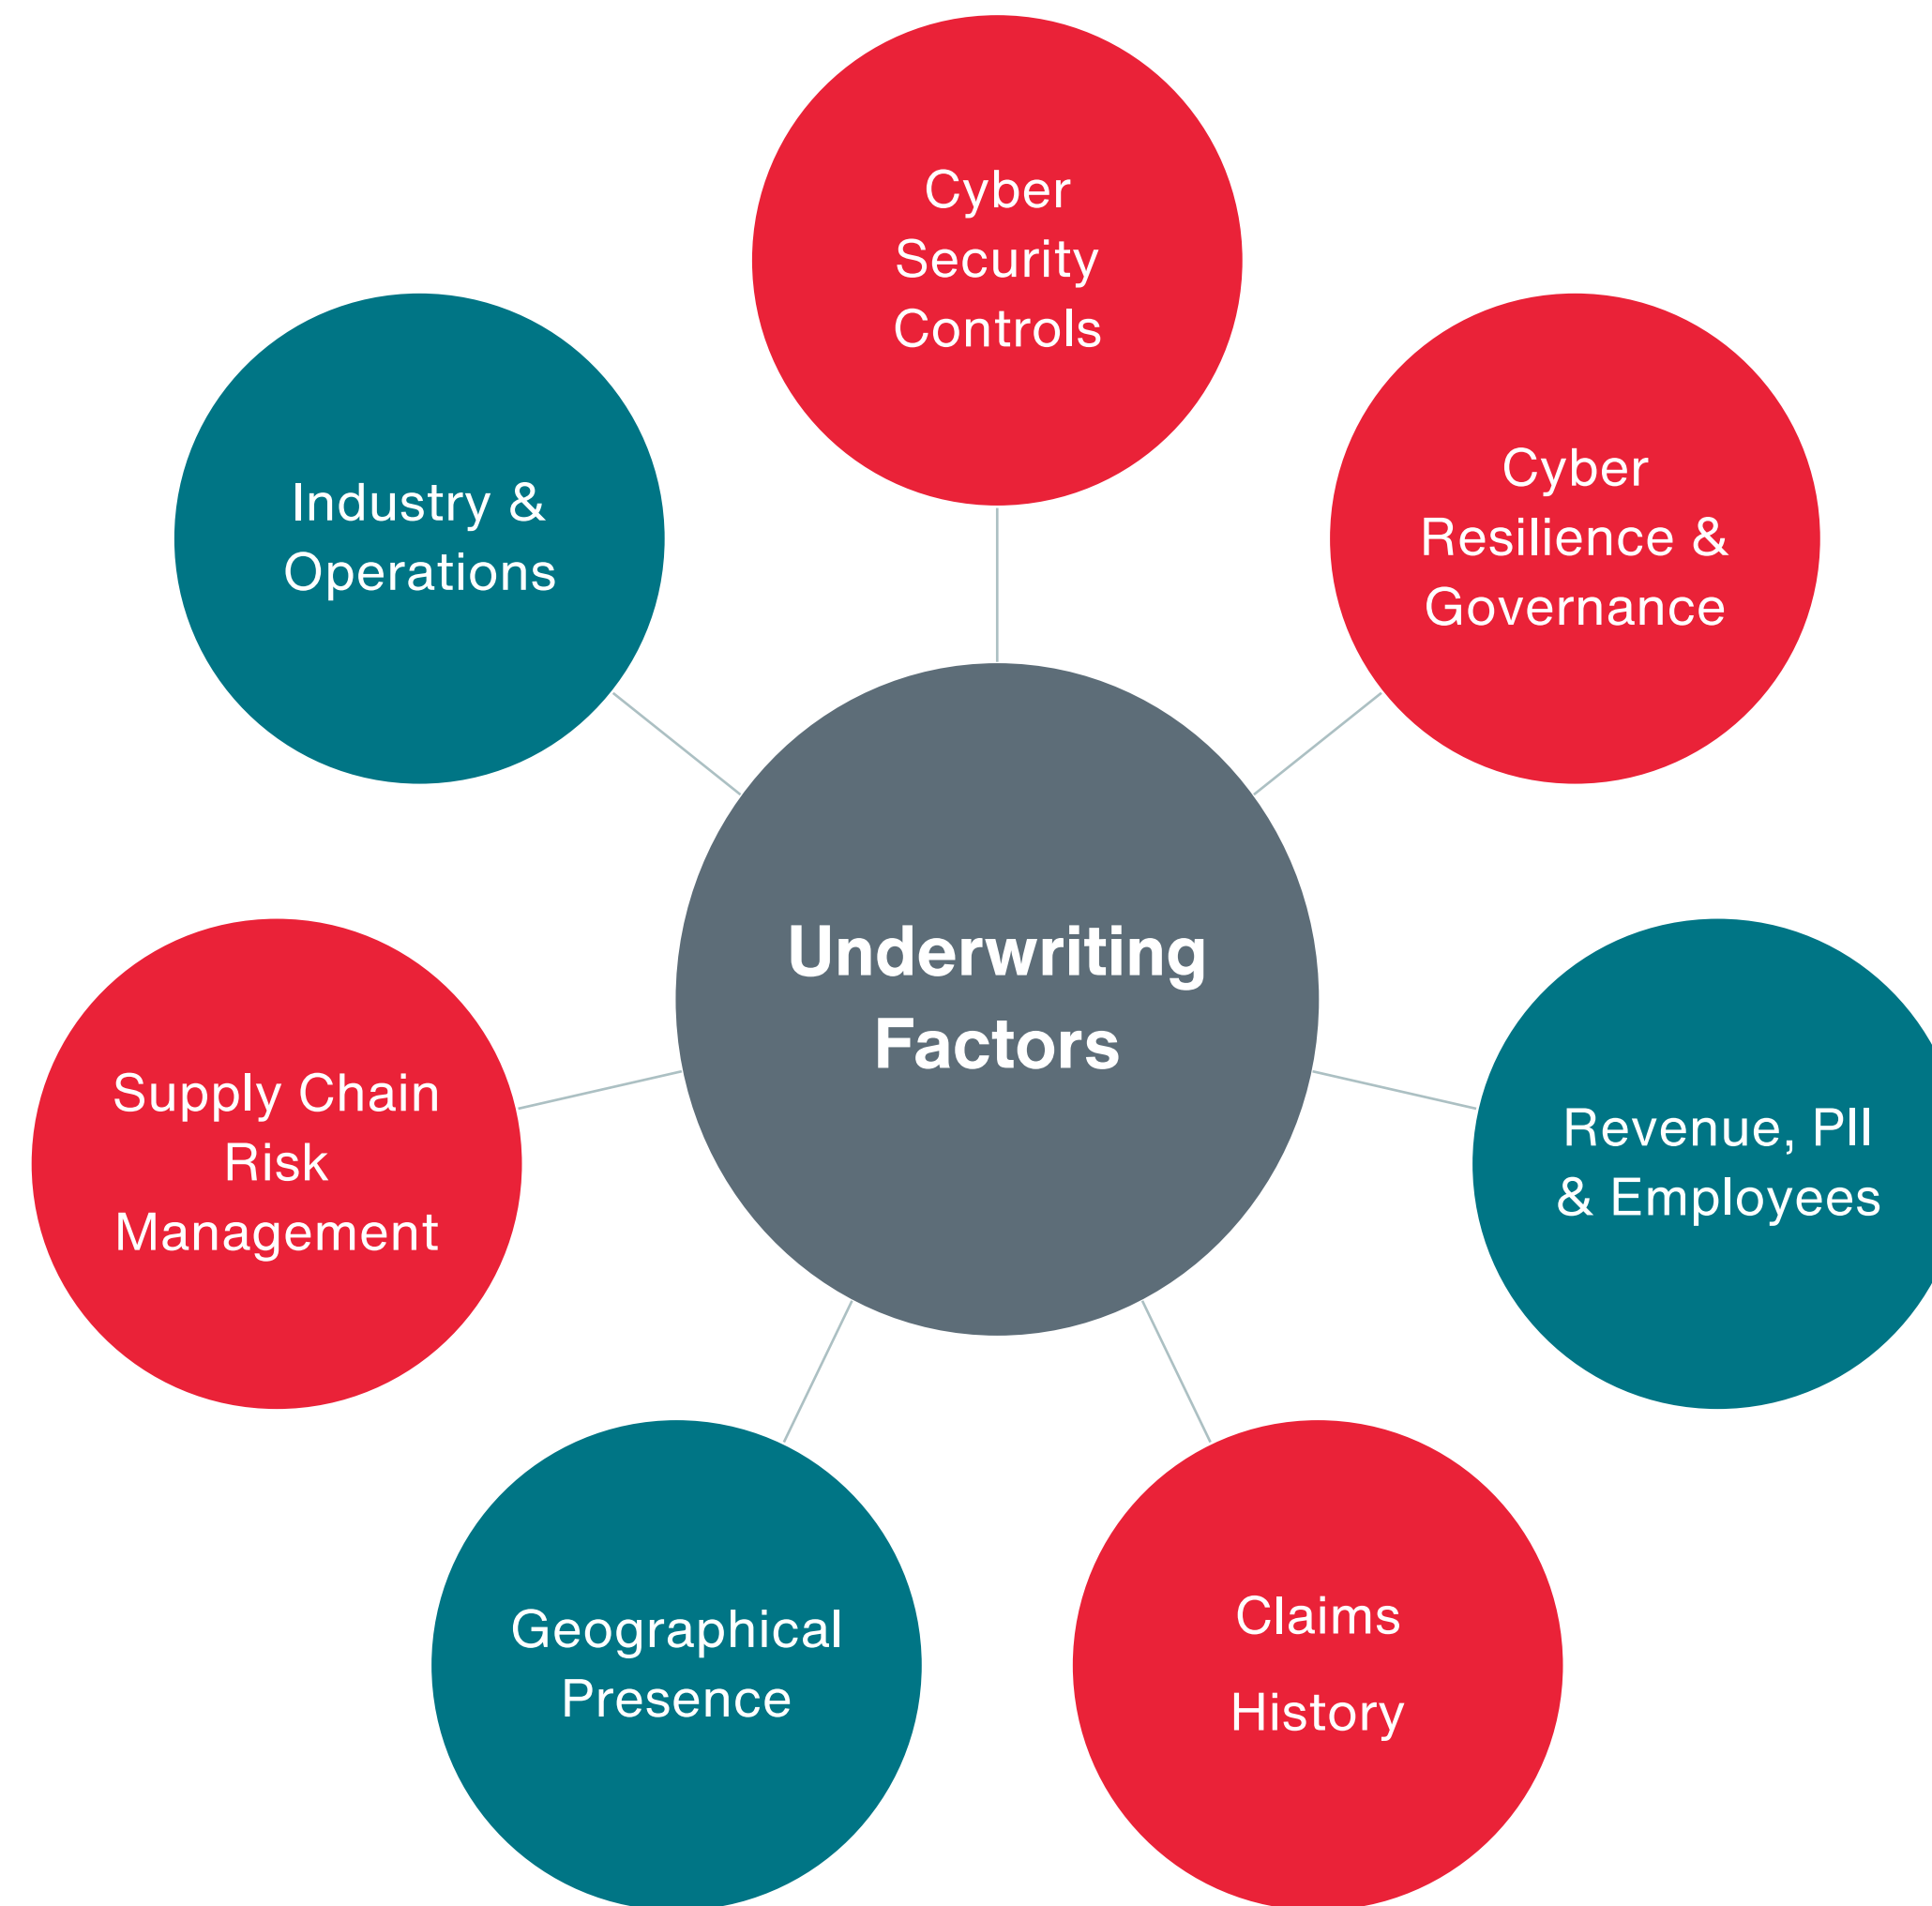 Cyber
Security
Controls
Cyber
Resilience &
Governance
Revenue, PII
& Employees
Claims
History
Geographical
Presence
Supply Chain
Risk
Management
Industry &
Operations
Underwriting
Factors